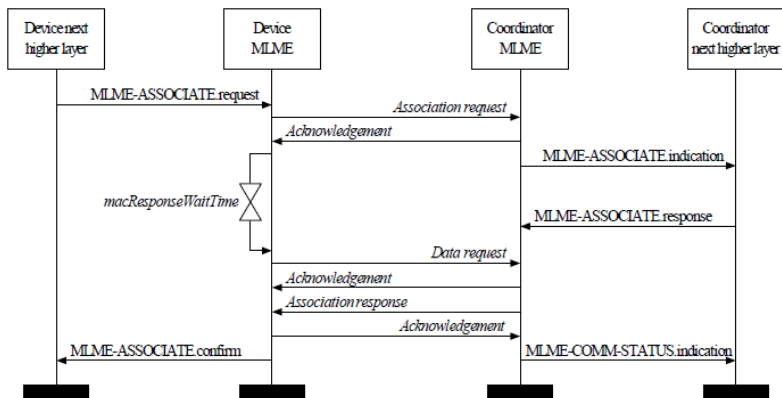 Device next
higher layer
Device
MLME
Coordinator
MLME
Coordinator
next higher layer
MLME-ASSOCIATE.request
Association request
Acknowledgement
MLME-ASSOCIATE.indication
macResponseWaitTime
MLME-ASSOCIATE.response
Data request
Acknowledgement
Association response
Acknowledgement
MLME-ASSOCIATE.confirm
MLME-COMM-STATUS.indication